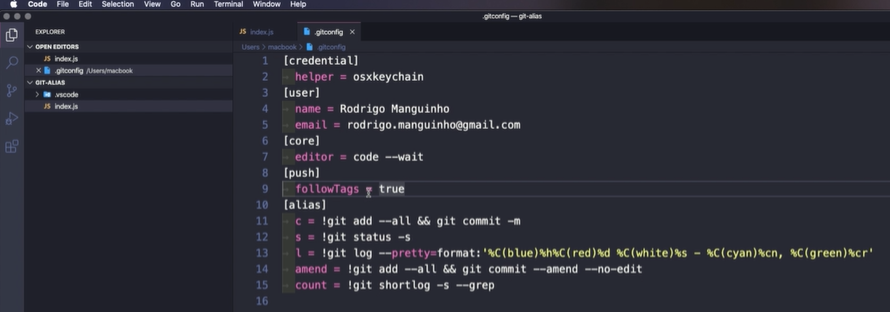 Code File Edit Selection View Go Run Terminal Window Help
.gitconfig — git-alias
EXPLORER
OPEN EDITORS
index.js
.gitconfig /Users/macbook
GIT-ALIAS
.vscode
index.js
index.js
.gitconfig
Users > macbook > .gitconfig
1 [credential]
2 helper = osxkeychain
3 [user]
4 name = Rodrigo Manguinho
5 email = rodrigo.manguinho@gmail.com
6 [core]
7 editor = code --wait
8 [push]
9 followTags = true
10 [alias]
11 c = !git add --all && git commit -m
12 s = !git status -s
13 l = !git log --pretty=format:'%C(blue)%h%C(red)%d %C(white)%s - %C(cyan)%cn, %C(green)%cr'
14 amend = !git add --all && git commit --amend --no-edit
15 count = !git shortlog -s --grep
16